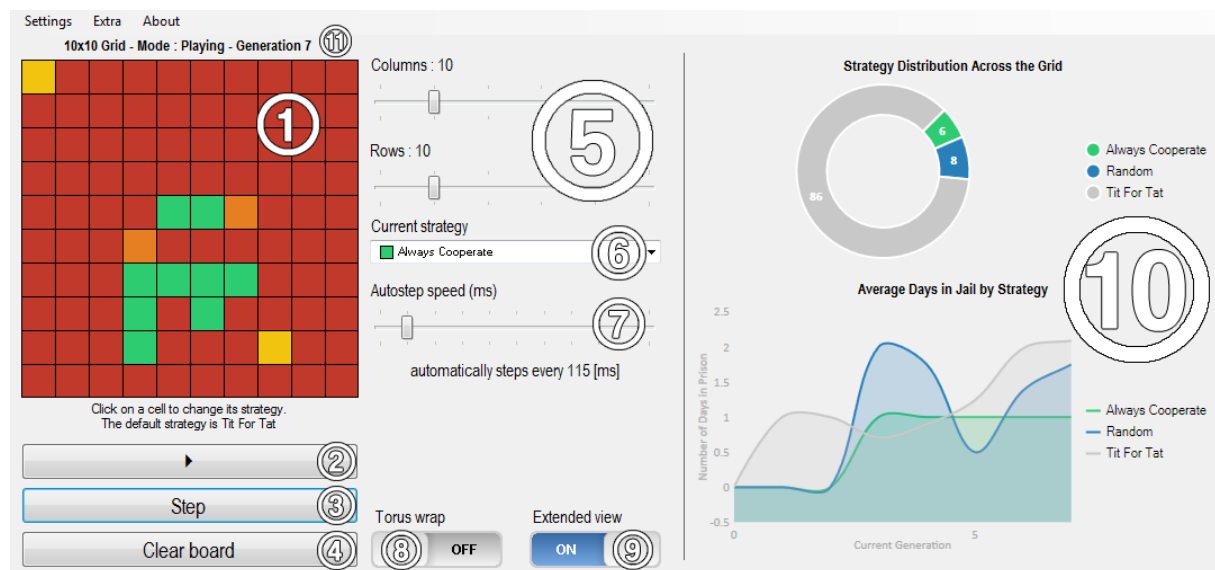 Settings Extra About
10x10 Grid - Mode : Playing - Generation 7 11
1
Click on a cell to change its strategy.
The default strategy is Tit For Tat
2
Step 3
Clear board 4
Columns : 10
5
Rows : 10
Current strategy
Always Cooperate 6
Autostep speed (ms)
7
automatically steps every 115 [ms]
Torus wrap Extended view
8 OFF ON 9
Strategy Distribution Across the Grid
6
8
86
Always Cooperate
Random
Tit For Tat
10
Average Days in Jail by Strategy
2.5
2
1.5
1
0.5
0
-0.5
Number of Days in Prison
0 5
Current Generation
Always Cooperate
Random
Tit For Tat